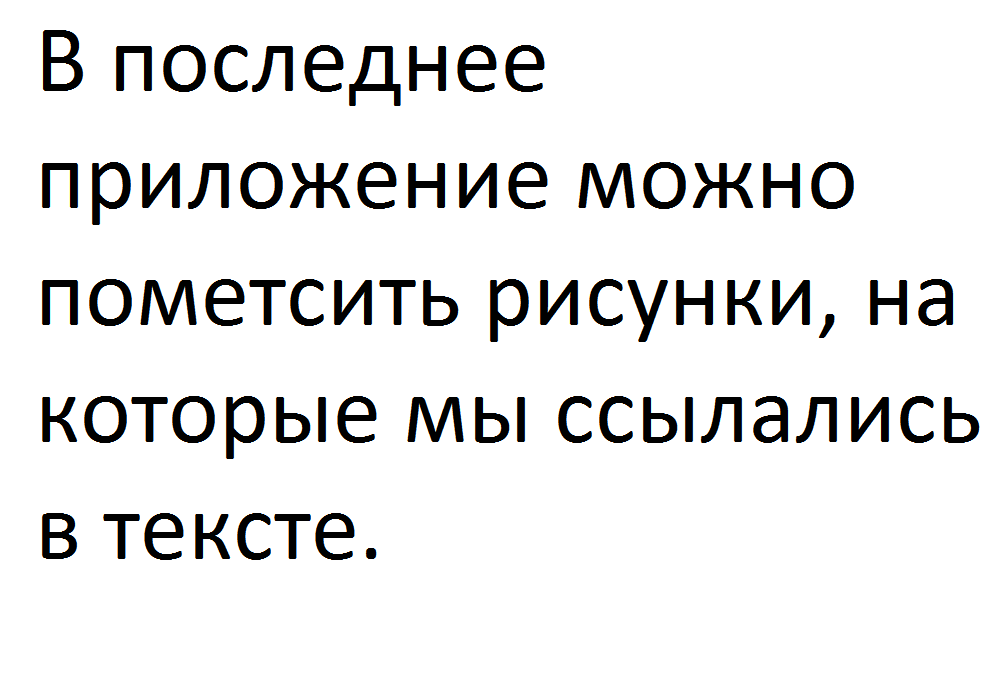 В последнее
приложение можно
пометсить рисунки, на
которые мы ссылались
в тексте.